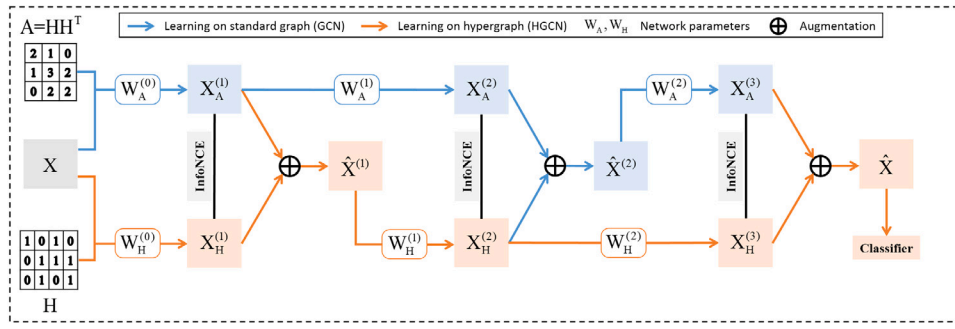 A=HHᵀ
Learning on standard graph (GCN)
Learning on hypergraph (HGCN)
W_A, W_H Network parameters
Augmentation
2 1 0
1 3 2
0 2 2
W_A^(0)
X_A^(1)
W_A^(1)
X_A^(2)
W_A^(2)
X_A^(3)
X
InfoNCE
X̂^(1)
InfoNCE
X̂^(2)
InfoNCE
X̂
1 0 1 0
0 1 1 1
0 1 0 1
H
W_H^(0)
X_H^(1)
W_H^(1)
X_H^(2)
W_H^(2)
X_H^(3)
Classifier